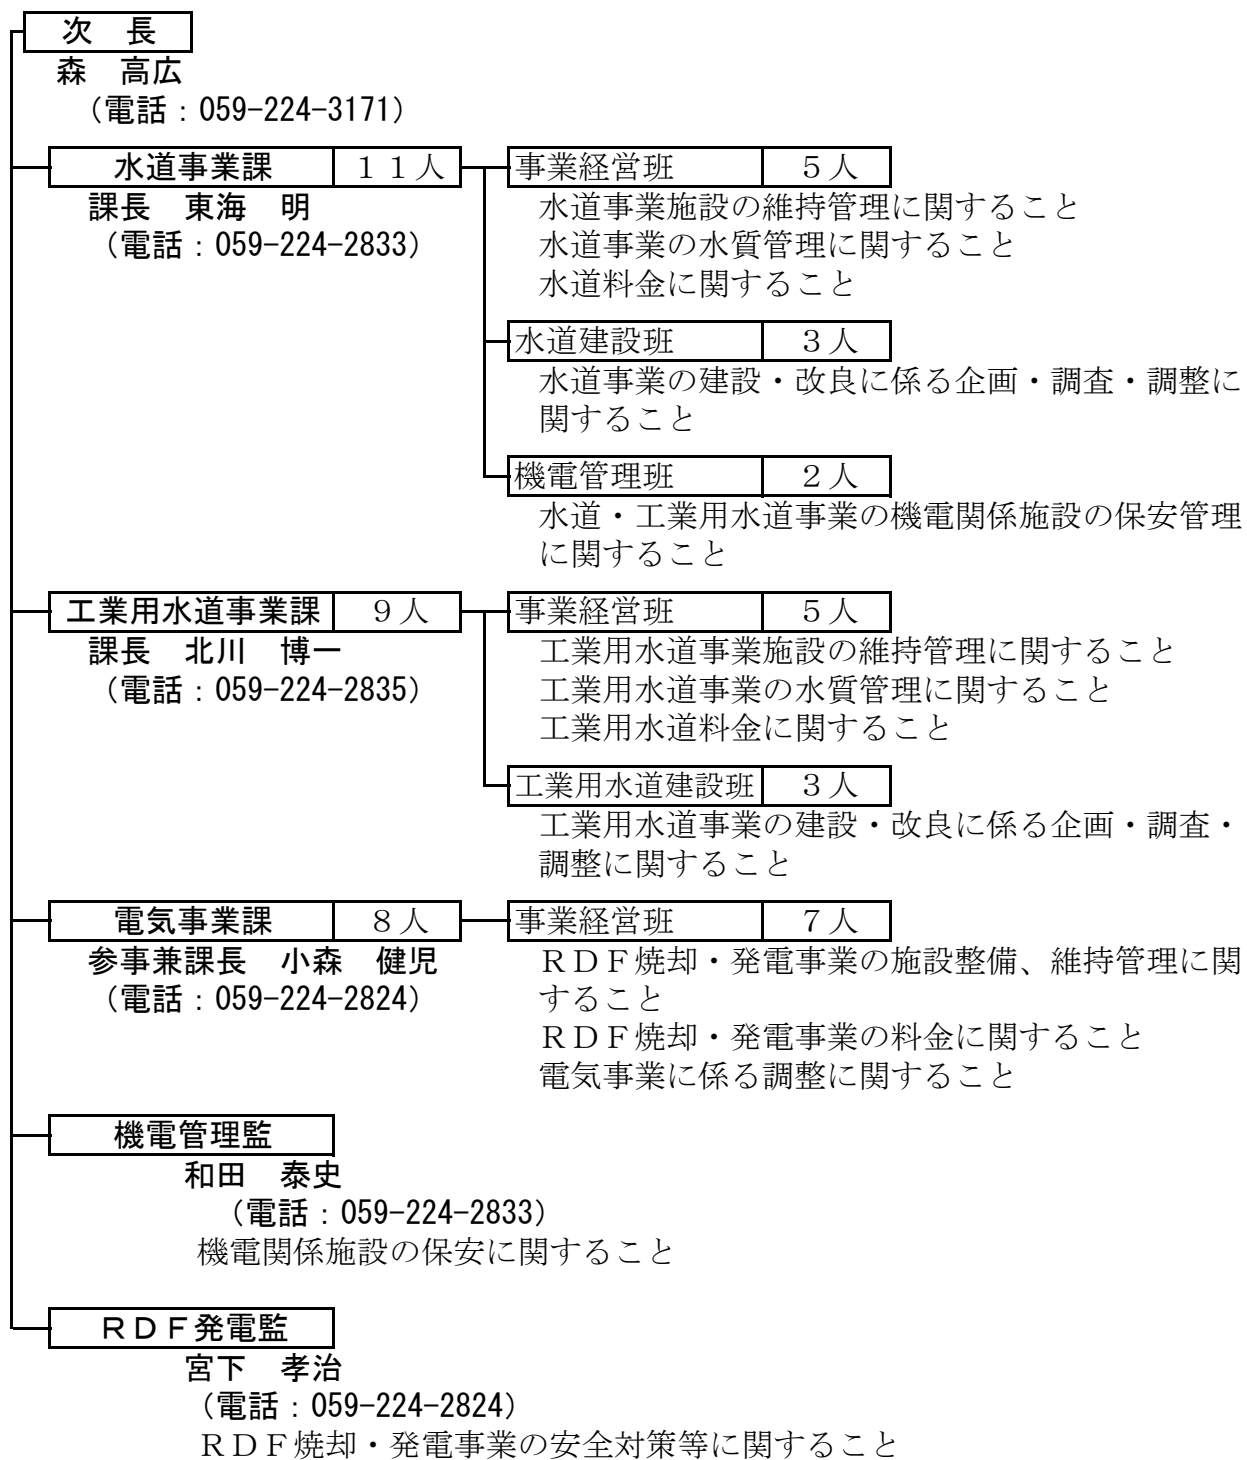 次　長
森　高広
（電話：059-224-3171）
水道事業課　１１人
課長　東海　明
（電話：059-224-2833）
事業経営班　５人
水道事業施設の維持管理に関すること
水道事業の水質管理に関すること
水道料金に関すること
水道建設班　３人
水道事業の建設・改良に係る企画・調査・調整に
関すること
機電管理班　２人
水道・工業用水道事業の機電関係施設の保安管理
に関すること
工業用水道事業課　９人
課長　北川　博一
（電話：059-224-2835）
事業経営班　５人
工業用水道事業施設の維持管理に関すること
工業用水道事業の水質管理に関すること
工業用水道料金に関すること
工業用水道建設班　３人
工業用水道事業の建設・改良に係る企画・調査・
調整に関すること
電気事業課　８人
参事兼課長　小森　健児
（電話：059-224-2824）
事業経営班　７人
ＲＤＦ焼却・発電事業の施設整備、維持管理に関
すること
ＲＤＦ焼却・発電事業の料金に関すること
電気事業に係る調整に関すること
機電管理監
和田　泰史
（電話：059-224-2833）
機電関係施設の保安に関すること
ＲＤＦ発電監
宮下　孝治
（電話：059-224-2824）
ＲＤＦ焼却・発電事業の安全対策等に関すること